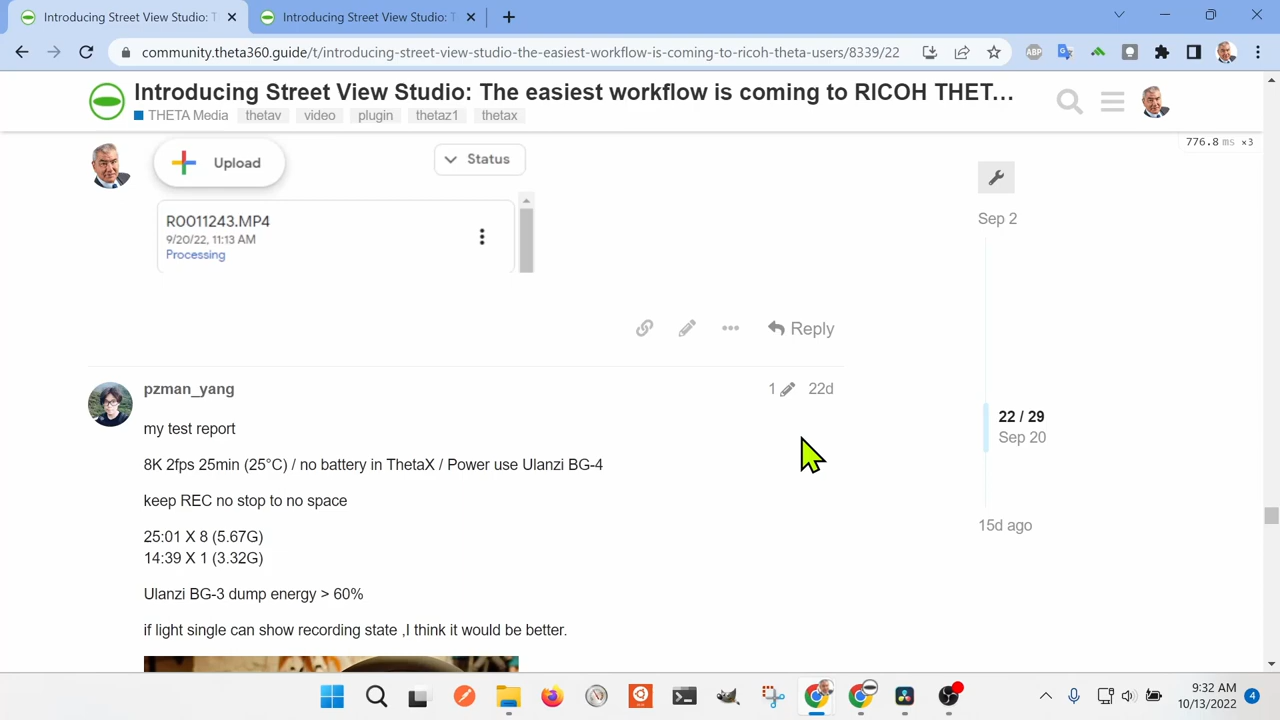 Introducing Street View Studio: T
Introducing Street View Studio: T
community.theta360.guide/t/introducing-street-view-studio-the-easiest-workflow-is-coming-to-ricoh-theta-users/8339/22
ABP
Introducing Street View Studio: The easiest workflow is coming to RICOH THET…
THETA Media thetav video plugin thetaz1 thetax
776.8 ms ×3
Upload
Status
R0011243.MP4
9/20/22, 11:13 AM
Processing
Sep 2
Reply
pzman_yang
1 22d
my test report
22 / 29
Sep 20
8K 2fps 25min (25°C) / no battery in ThetaX / Power use Ulanzi BG-4
keep REC no stop to no space
15d ago
25:01 X 8 (5.67G)
14:39 X 1 (3.32G)
Ulanzi BG-3 dump energy > 60%
if light single can show recording state ,I think it would be better.
9:32 AM
10/13/2022
4